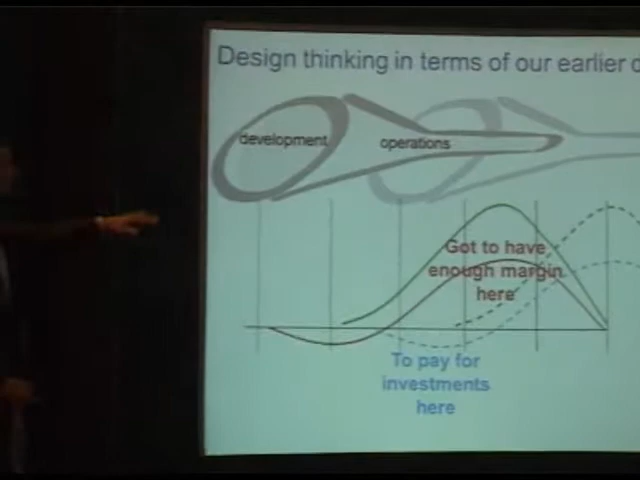 Design thinking in terms of our earlier
development
operations
Got to have
enough margin
here
To pay for
investments
here